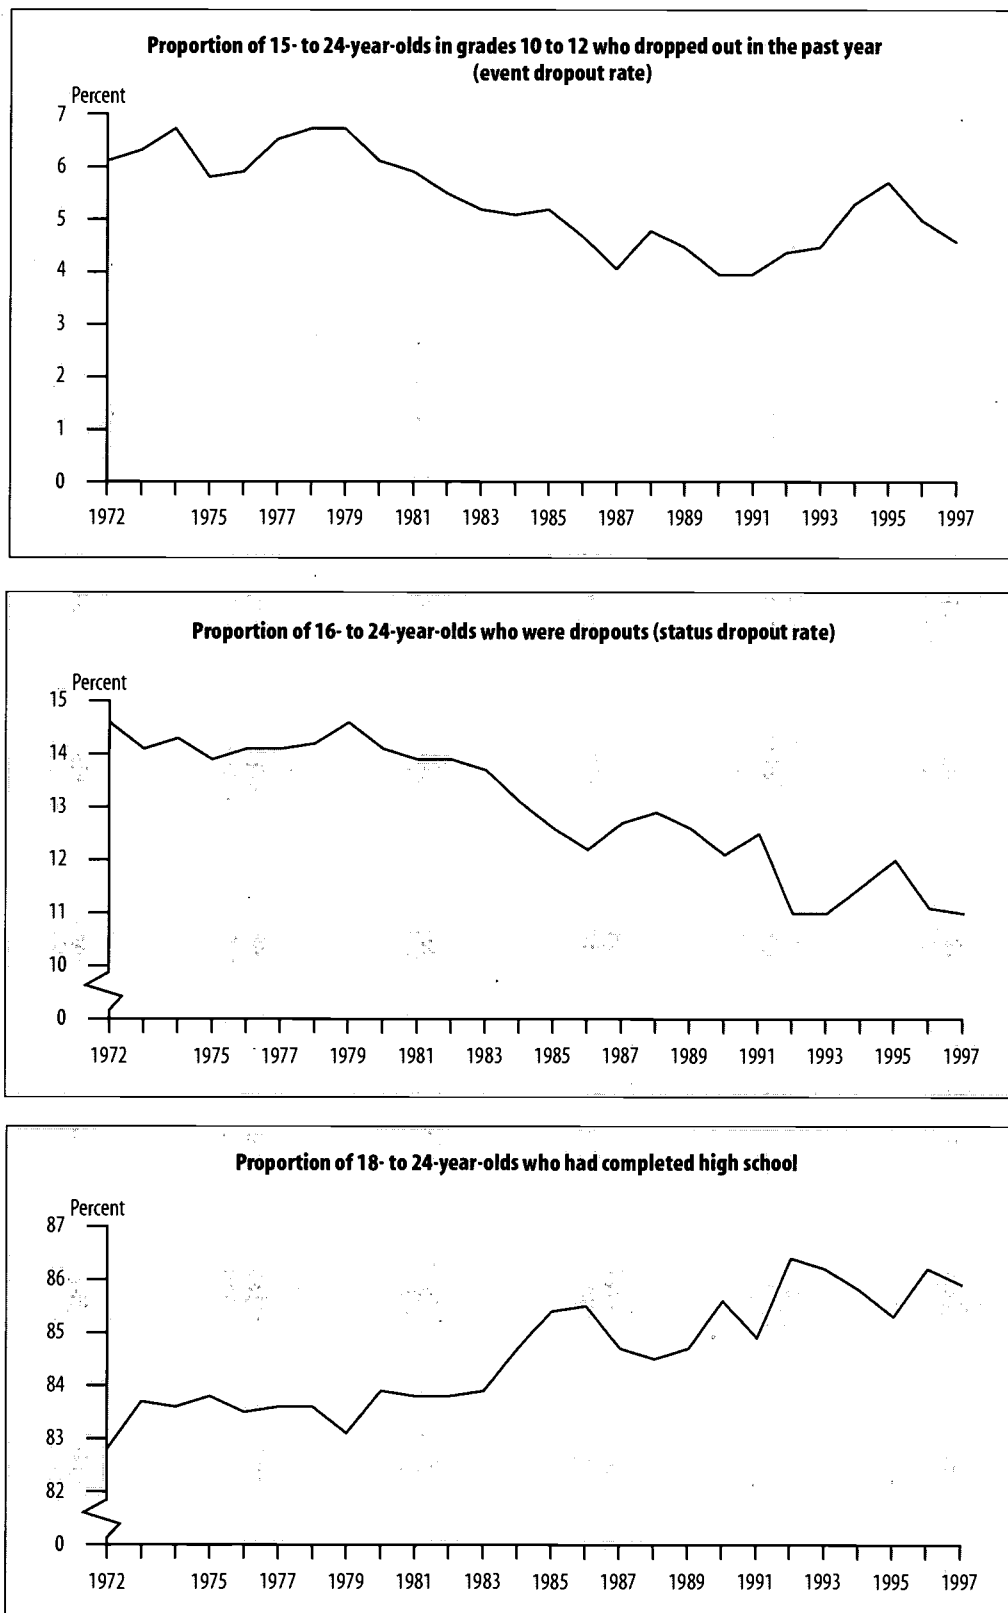 Proportion of 15- to 24-year-olds in grades 10 to 12 who dropped out in the past year
(event dropout rate)
Percent
7
6
5
4
3
2
1
0
1972 1975 1977 1979 1981 1983 1985 1987 1989 1991 1993 1995 1997
Proportion of 16- to 24-year-olds who were dropouts (status dropout rate)
Percent
15
14
13
12
11
10
0
1972 1975 1977 1979 1981 1983 1985 1987 1989 1991 1993 1995 1997
Proportion of 18- to 24-year-olds who had completed high school
Percent
87
86
85
84
83
82
0
1972 1975 1977 1979 1981 1983 1985 1987 1989 1991 1993 1995 1997